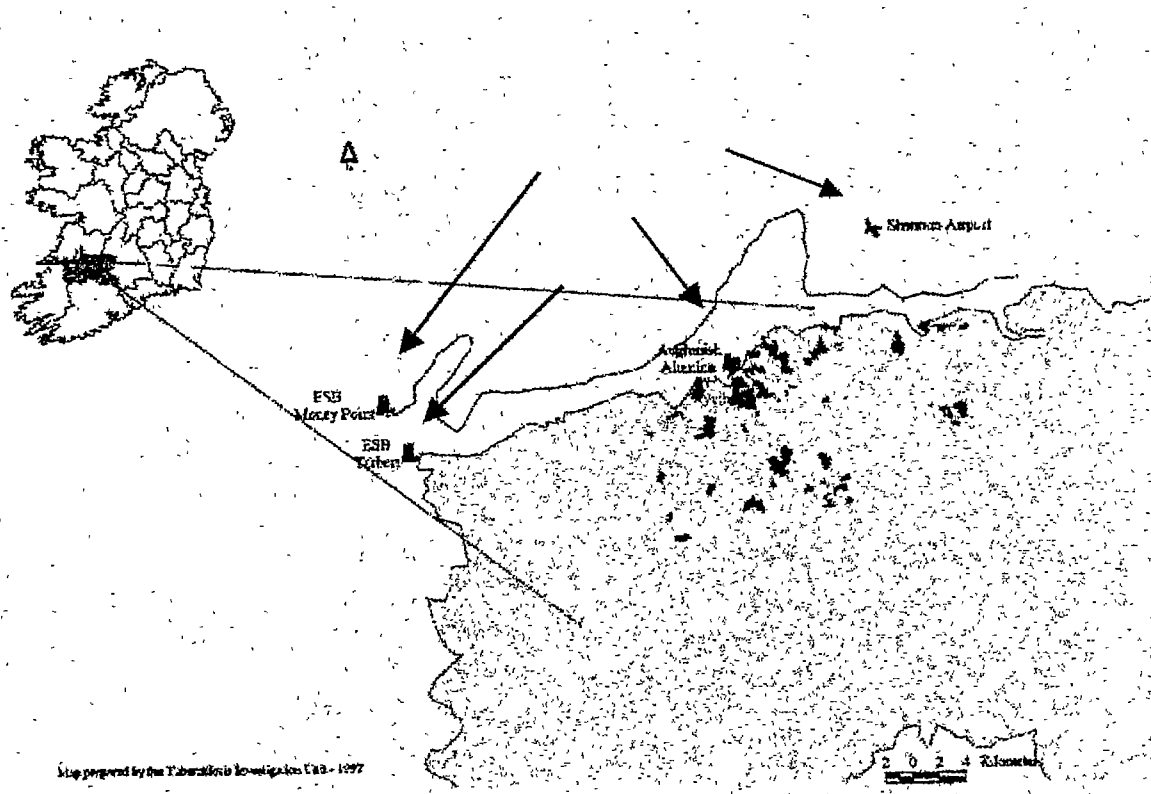 Shannon Airport
Aughinish
Alumina
ESB
Money Point
ESB
Tarbert
Map prepared by the Tuberculosis Investigation Unit - 1997
2 0 2 4 Kilometers